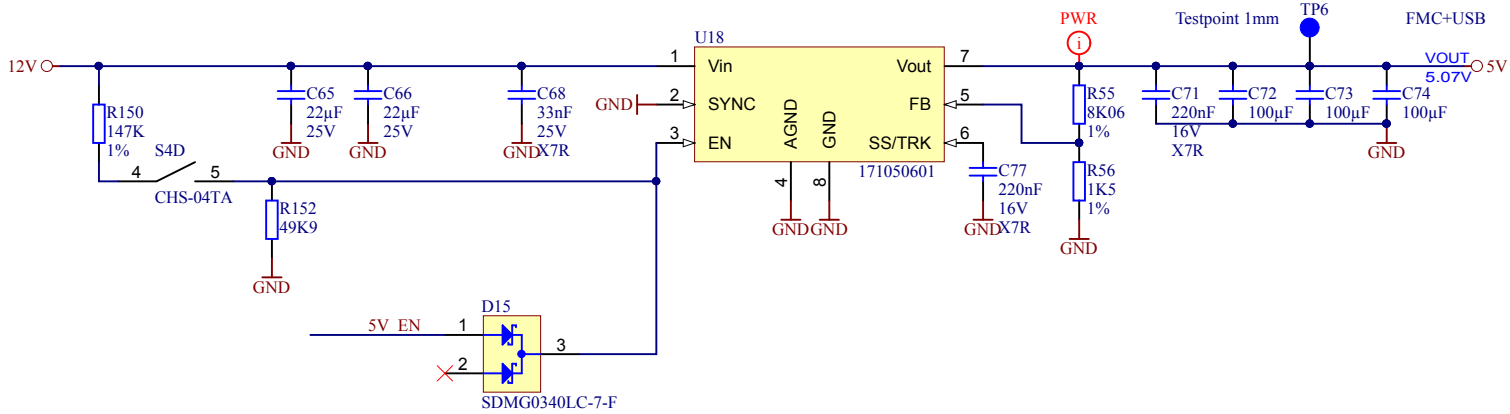 PWR
Testpoint 1mm
TP6
FMC+USB
12V
U18
1
Vin
Vout
7
VOUT
5.07V
5V
R150
147K
1%
C65
22µF
25V
GND
C66
22µF
25V
GND
C68
33nF
25V
X7R
GND
GND
2
SYNC
FB
5
3
EN
SS/TRK
6
AGND
GND
4
8
171050601
GND
GND
R55
8K06
1%
C71
220nF
16V
X7R
C72
100µF
C73
100µF
C74
100µF
GND
C77
220nF
16V
X7R
GND
R56
1K5
1%
GND
S4D
4
5
CHS-04TA
R152
49K9
GND
D15
5V_EN
1
2
3
SDMG0340LC-7-F